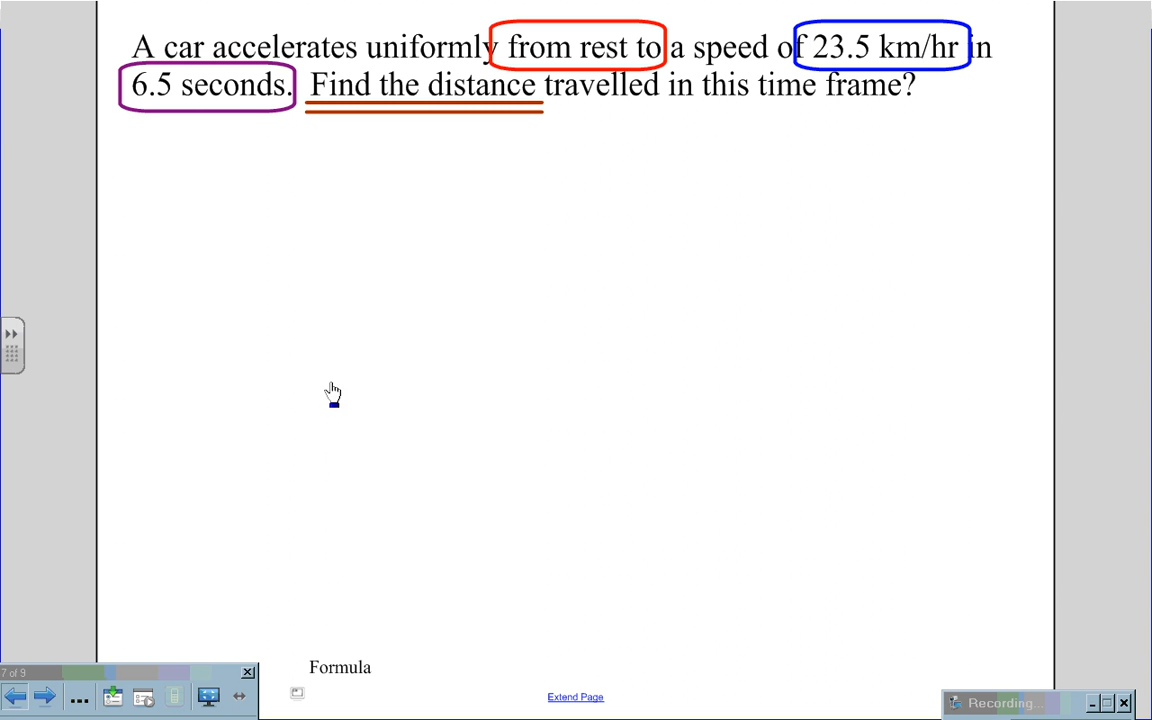 A car accelerates uniformly from rest to a speed of 23.5 km/hr in
6.5 seconds. Find the distance travelled in this time frame?
Formula
7 of 9
Extend Page
Recording...